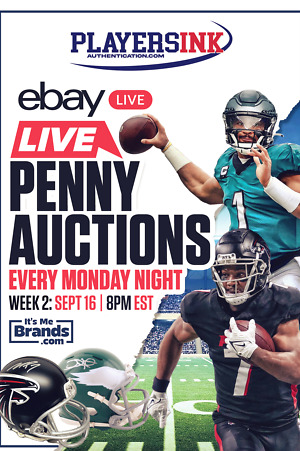 PLAYERSINK
AUTHENTICATION.COM
ebay LIVE
LIVE
PENNY
AUCTIONS
EVERY MONDAY NIGHT
WEEK 2: SEPT 16 | 8PM EST
It's Me
Brands
.com
1
7